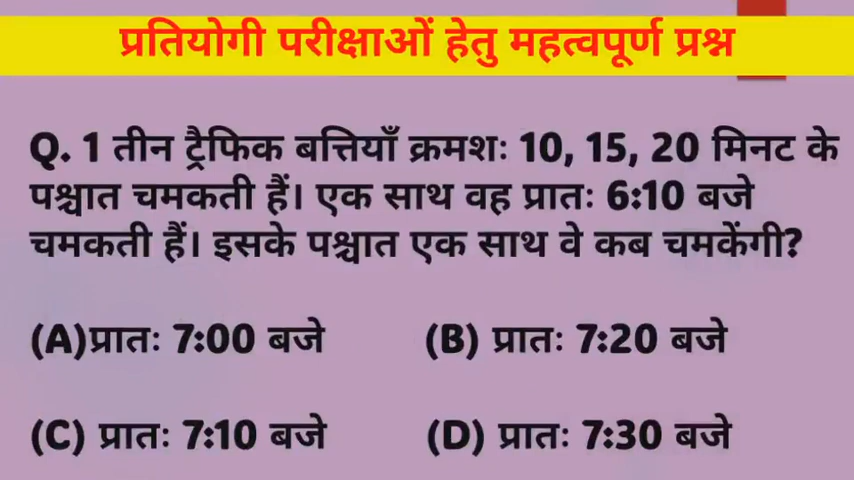 प्रतियोगी परीक्षाओं हेतु महत्वपूर्ण प्रश्न
Q. 1 तीन ट्रैफिक बत्तियाँ क्रमशः 10, 15, 20 मिनट के
पश्चात चमकती हैं। एक साथ वह प्रातः 6:10 बजे
चमकती हैं। इसके पश्चात एक साथ वे कब चमकेंगी?
(A)प्रातः 7:00 बजे (B) प्रातः 7:20 बजे
(C) प्रातः 7:10 बजे (D) प्रातः 7:30 बजे